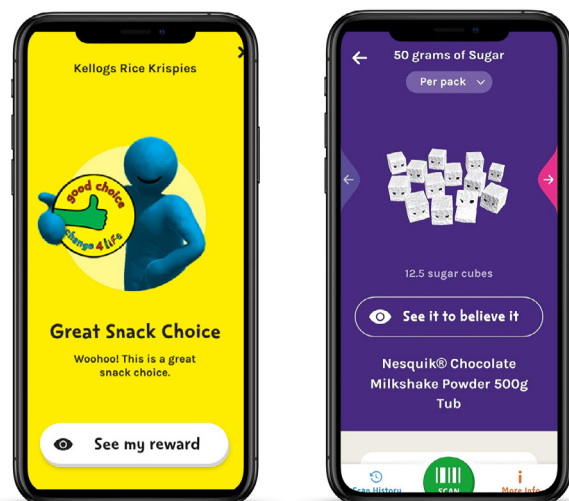 Kellogs Rice Krispies
good choice
change 4 life
Great Snack Choice
Woohoo! This is a great
snack choice.
See my reward
50 grams of Sugar
Per pack
12.5 sugar cubes
See it to believe it
Nesquik® Chocolate
Milkshake Powder 500g
Tub
Scan History
SCAN
More Info